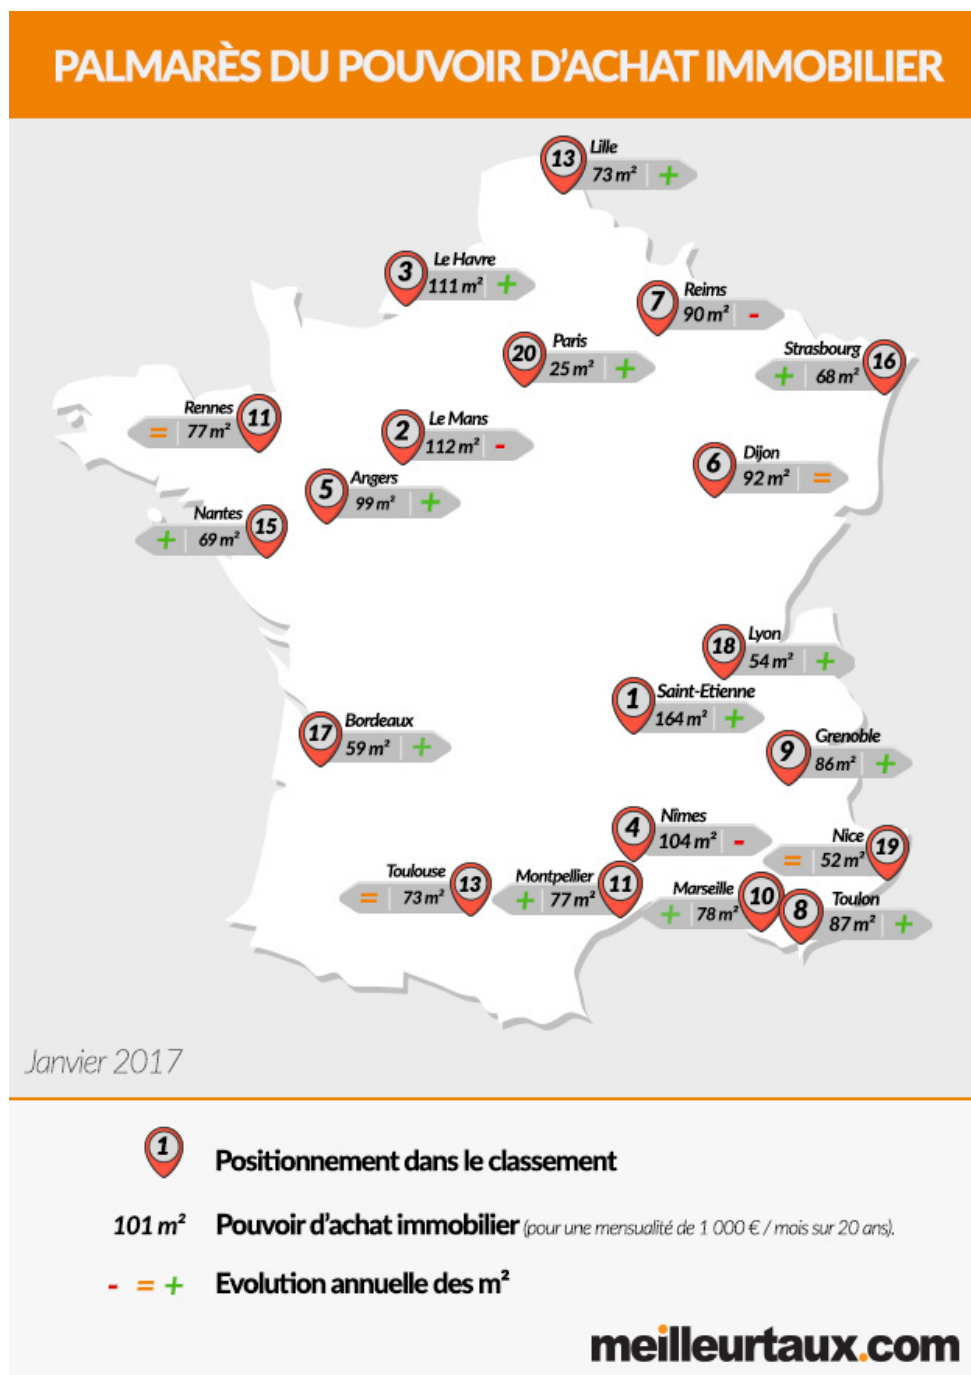 PALMARÈS DU POUVOIR D'ACHAT IMMOBILIER
13 Lille
73 m² +
3 Le Havre
111 m² +
7 Reims
90 m² -
20 Paris
25 m² +
Strasbourg 16
+ 68 m²
Rennes 11
= 77 m²
2 Le Mans
112 m² -
6 Dijon
92 m² =
5 Angers
99 m² +
Nantes 15
+ 69 m²
18 Lyon
54 m² +
1 Saint-Etienne
164 m² +
17 Bordeaux
59 m² +
9 Grenoble
86 m² +
4 Nîmes
104 m² -
Nice 19
= 52 m²
Toulouse 13
= 73 m²
Montpellier 11
+ 77 m²
Marseille 10
+ 78 m²
8 Toulon
87 m² +
Janvier 2017
1 Positionnement dans le classement
101 m² Pouvoir d'achat immobilier (pour une mensualité de 1 000 € / mois sur 20 ans).
- = + Evolution annuelle des m²
meilleurtaux.com